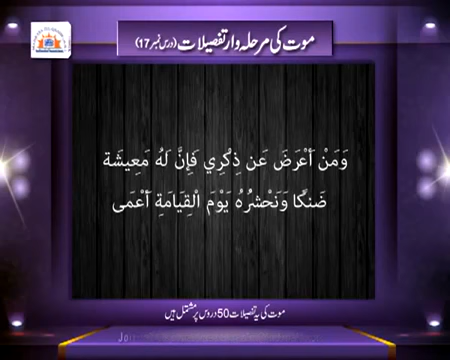 موت کی مرحلہ وار تفصیلات (درس نمبر 17)
وَمَنْ أَعْرَضَ عَن ذِكْرِي فَإِنَّ لَهُ مَعِيشَة
ضَنكًا وَنَحْشُرُهُ يَوْمَ الْقِيَامَةِ أَعْمَى
موت کی یہ تفصیلات 50 دروس پر مشتمل ہیں